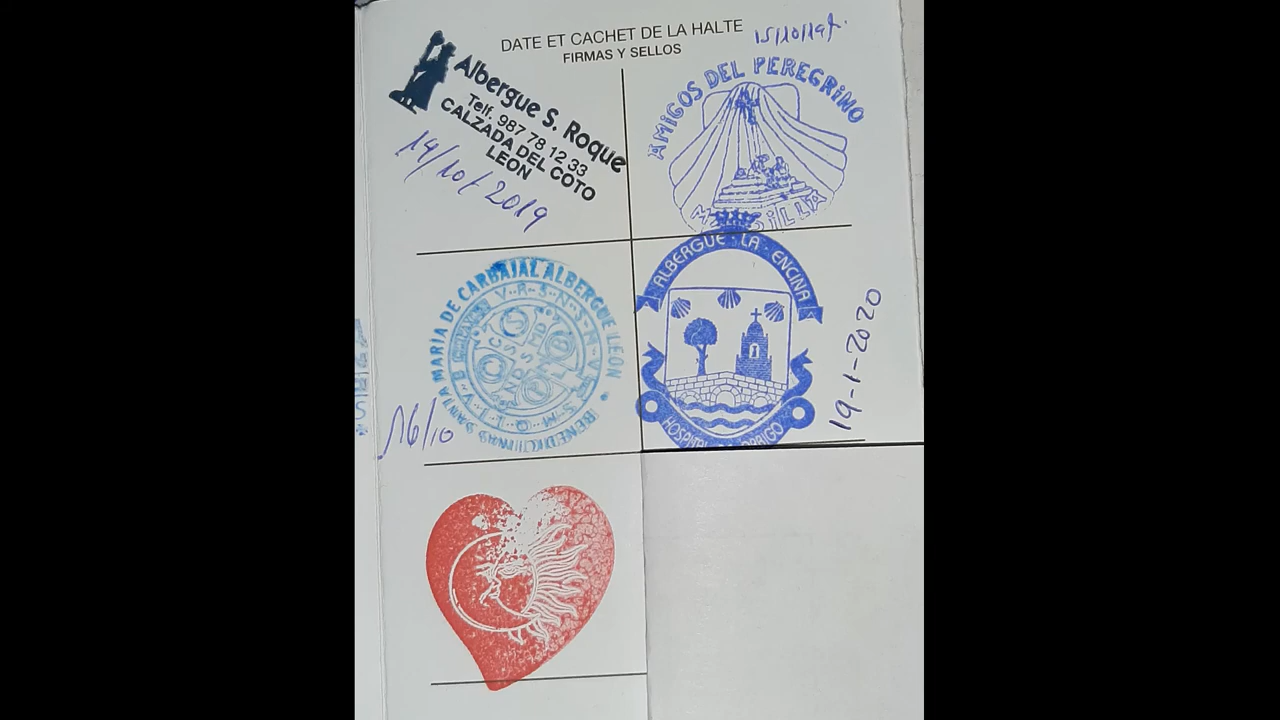 DATE ET CACHET DE LA HALTE
FIRMAS Y SELLOS
15/10/19
Albergue S. Roque
Telf. 987 78 12 33
CALZADA DEL COTO
LEON
14/10/2019
AMiGOS DEL PEREGRiNO
SANTA MARIA DE CARBAJAL ALBERGUE LEON
BENEDICTINAS
V·R·S·N·S
16/10
ALBERGUE LA ENCINA
19-1-2020